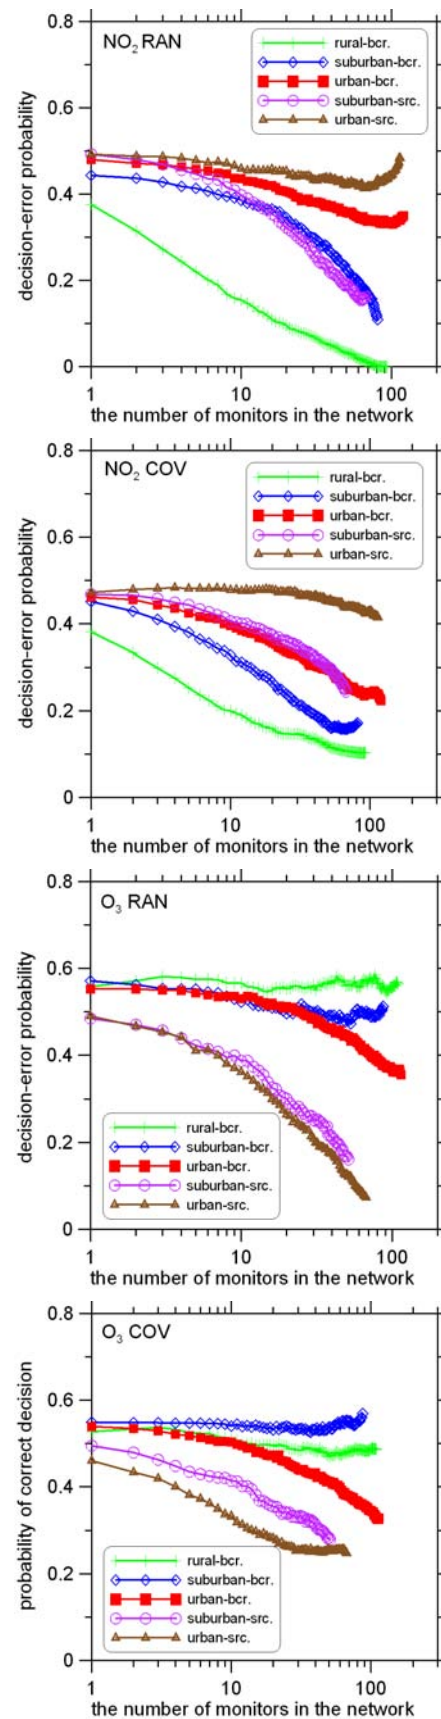 NO₂ RAN
rural-bcr.
suburban-bcr.
urban-bcr.
suburban-src.
urban-src.
decision-error probability
0.8
0.6
0.4
0.2
0
1 10 100
the number of monitors in the network
NO₂ COV
rural-bcr.
suburban-bcr.
urban-bcr.
suburban-src.
urban-src.
decision-error probability
0.8
0.6
0.4
0.2
0
1 10 100
the number of monitors in the network
O₃ RAN
rural-bcr.
suburban-bcr.
urban-bcr.
suburban-src.
urban-src.
decision-error probability
0.8
0.6
0.4
0.2
0
1 10 100
the number of monitors in the network
O₃ COV
rural-bcr.
suburban-bcr.
urban-bcr.
suburban-src.
urban-src.
probability of correct decision
0.8
0.6
0.4
0.2
0
1 10 100
the number of monitors in the network